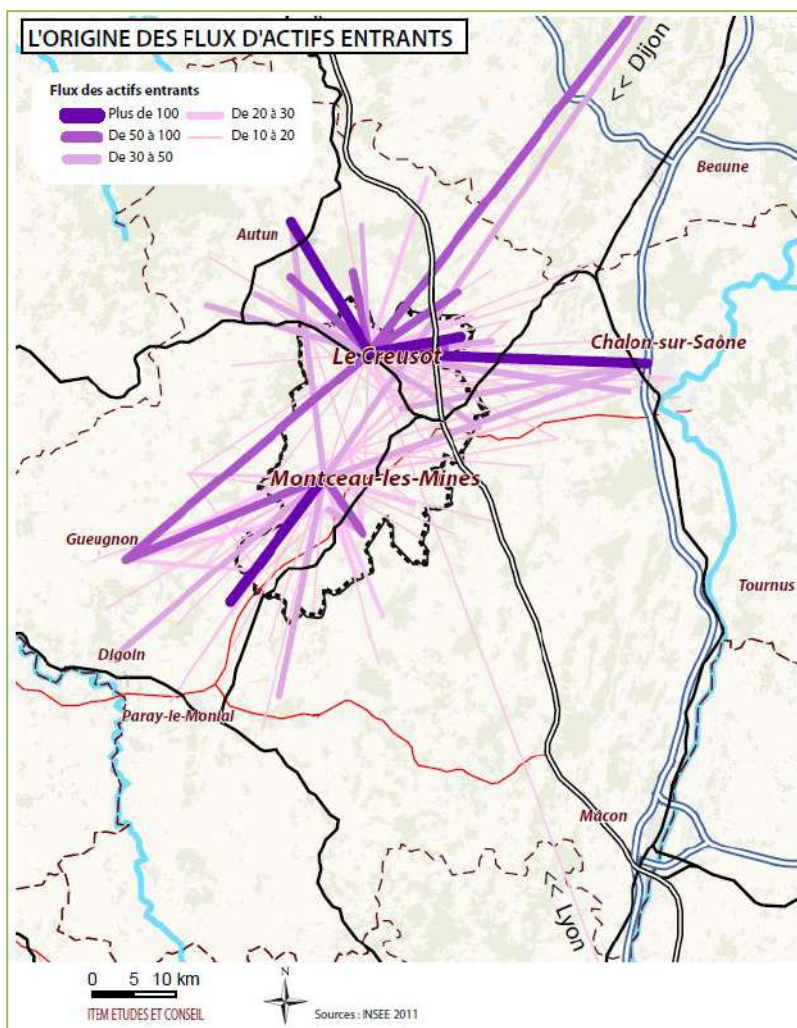 L'ORIGINE DES FLUX D'ACTIFS ENTRANTS
Flux des actifs entrants
Plus de 100
De 20 à 30
De 50 à 100
De 10 à 20
De 30 à 50
<< Dijon
Beaune
Autun
Chalon-sur-Saône
Le Creusot
Montceau-les-Mines
Gueugnon
Tournus
Digoin
Paray-le-Monial
Mâcon
<< Lyon
0 5 10 km
N
ITEM ETUDES ET CONSEIL
Sources : INSEE 2011